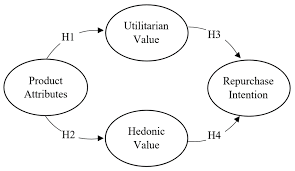 Utilitarian
Value
H1
H3
Product
Attributes
Repurchase
Intention
H2
H4
Hedonic
Value